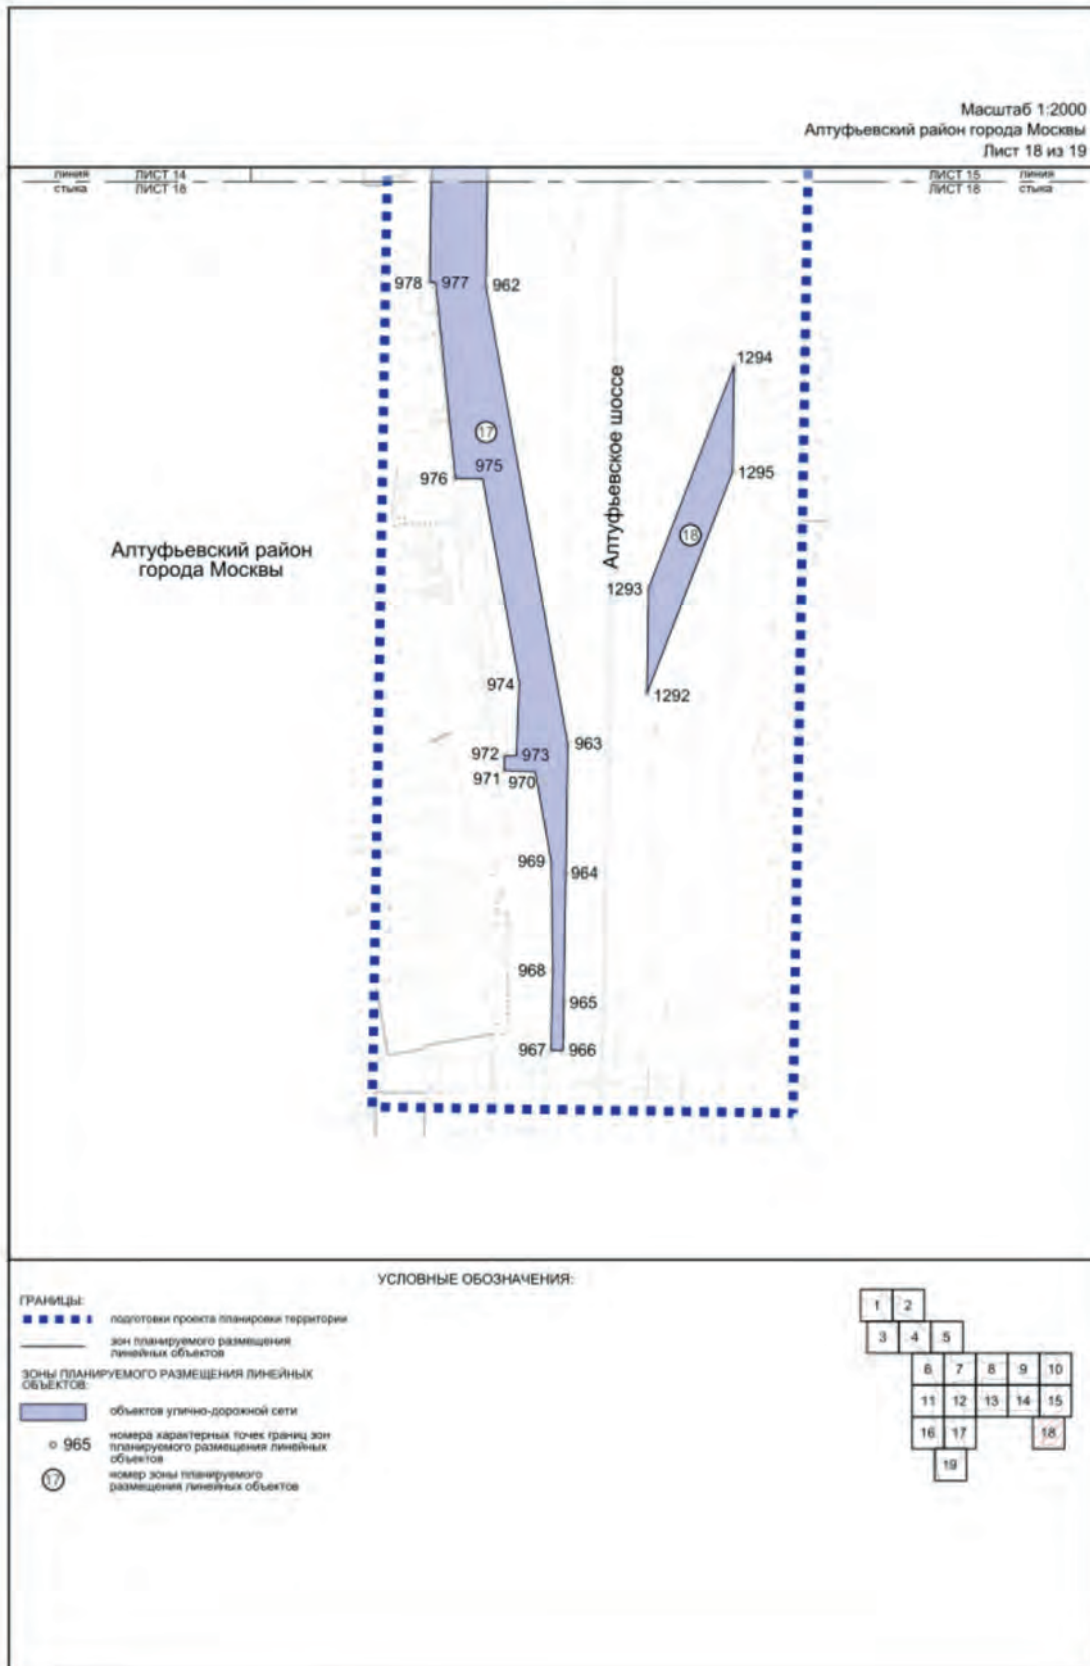 Масштаб 1:2000
Алтуфьевский район города Москвы
Лист 18 из 19
линия ЛИСТ 14 ЛИСТ 15 линия
стыка ЛИСТ 18 ЛИСТ 18 стыка
978 977 962
1294
Алтуфьевское шоссе
17
975
976 1295
18
Алтуфьевский район
города Москвы
1293
974
1292
963
972 973
971 970
969
964
968
965
967 966
УСЛОВНЫЕ ОБОЗНАЧЕНИЯ:
ГРАНИЦЫ:
подготовки проекта планировки территории
зон планируемого размещения
линейных объектов
ЗОНЫ ПЛАНИРУЕМОГО РАЗМЕЩЕНИЯ ЛИНЕЙНЫХ
ОБЪЕКТОВ:
объектов улично-дорожной сети
965
номера характерных точек границ зон
планируемого размещения линейных
объектов
17
номер зоны планируемого
размещения линейных объектов
1 2
3 4 5
6 7 8 9 10
11 12 13 14 15
16 17 18
19